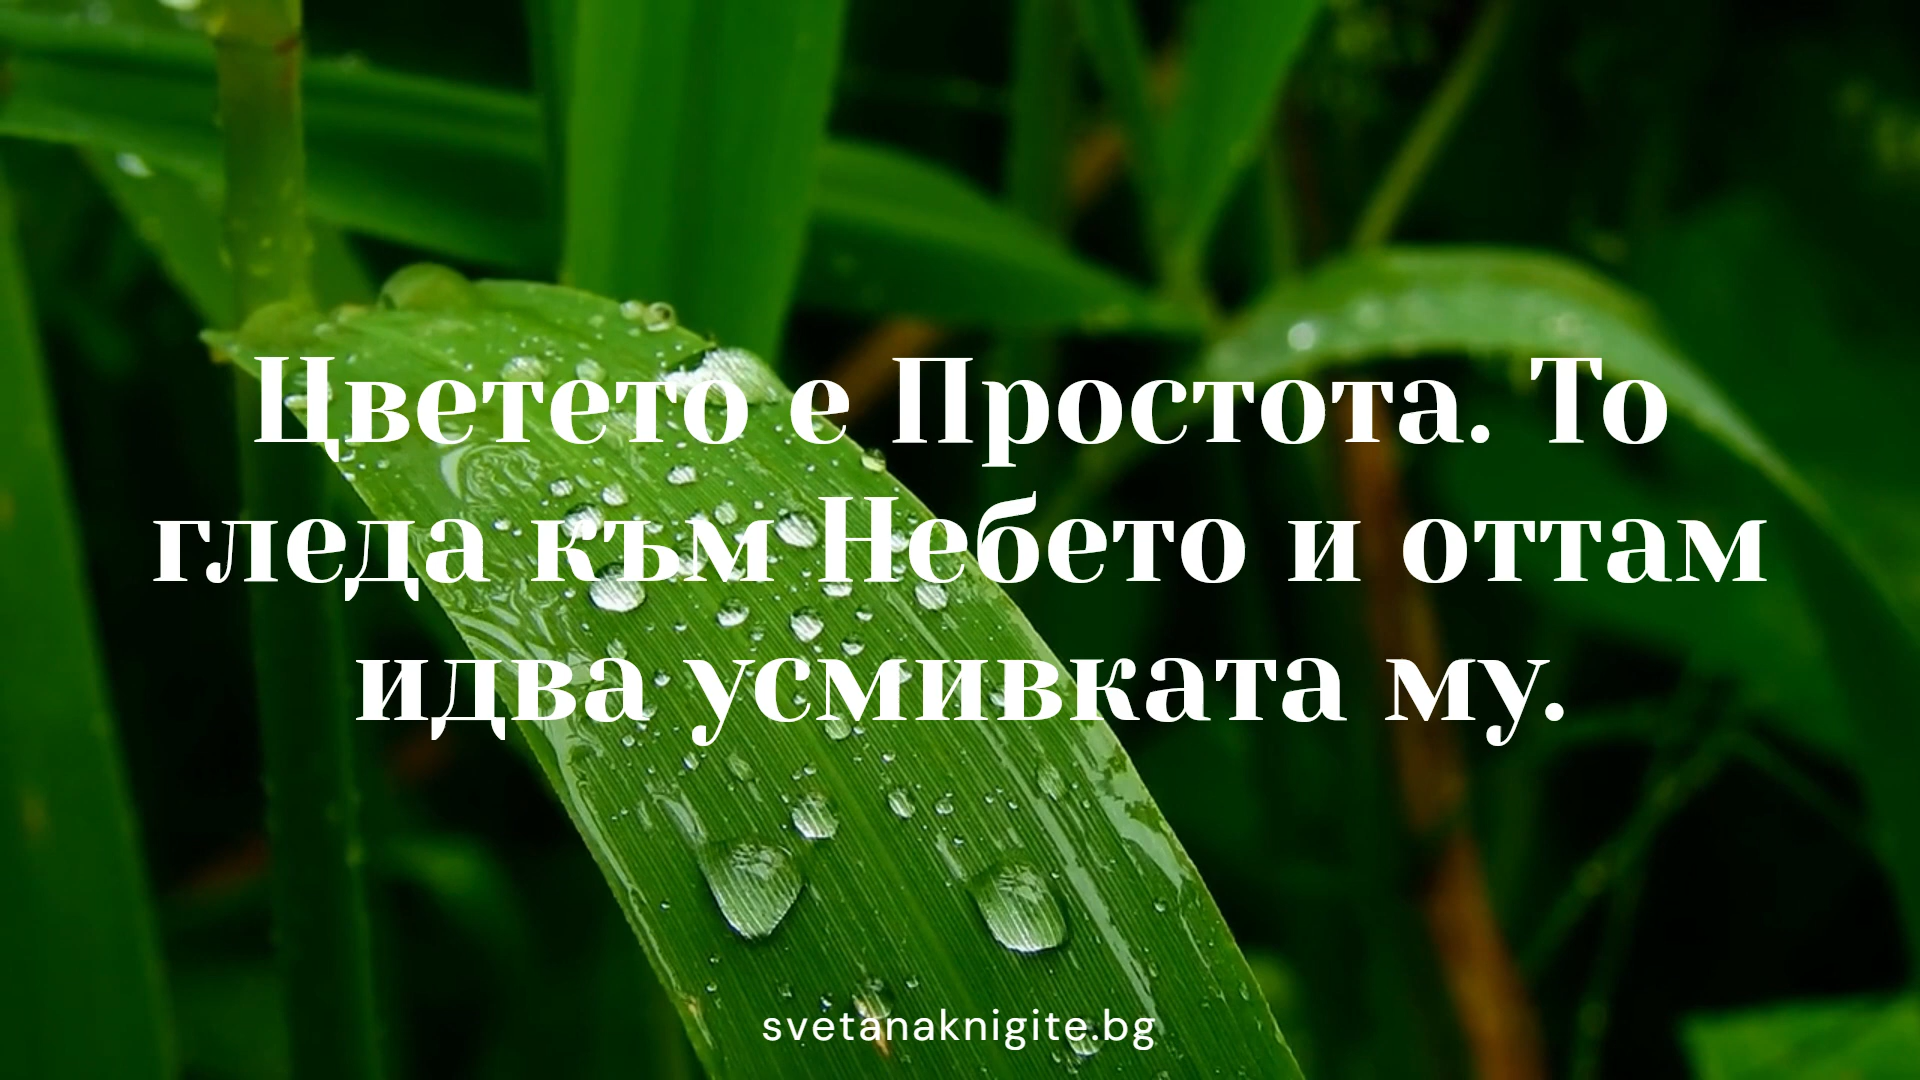 Цветето е Простота. То
гледа към Небето и оттам
идва усмивката му.
svetanaknigite.bg